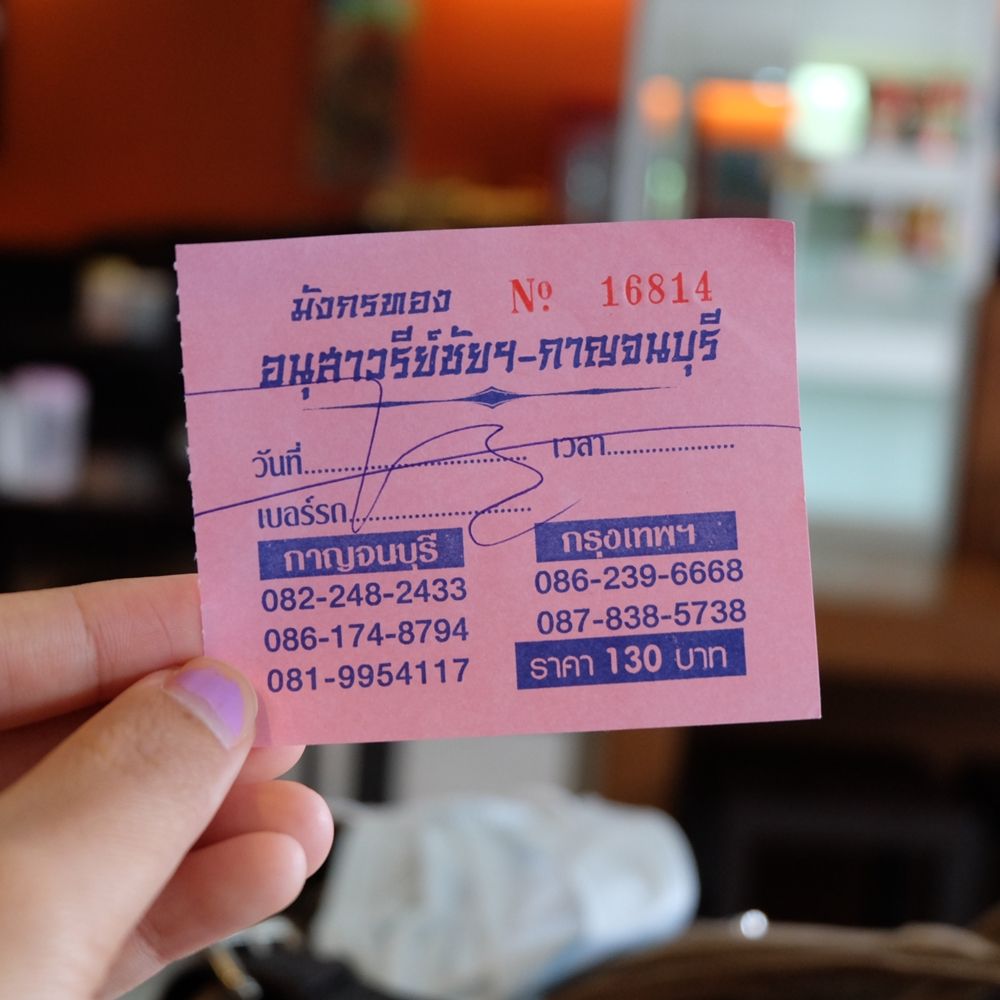 มังกรทอง Nº 16814
อนุสาวรีย์ชัยฯ-กาญจนบุรี
วันที่.............................. เวลา...................
เบอร์รถ..........................
กาญจนบุรี กรุงเทพฯ
082-248-2433 086-239-6668
086-174-8794 087-838-5738
081-9954117 ราคา 130 บาท